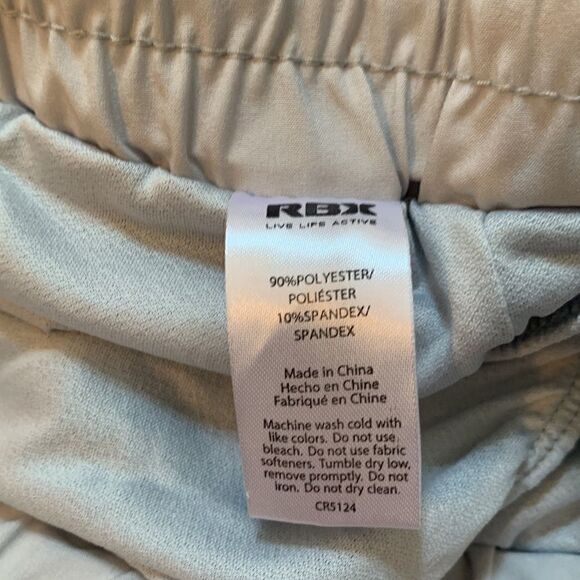 RBX
LIVE LIFE ACTIVE
90%POLYESTER/
POLIÉSTER
10%SPANDEX/
SPANDEX
Made in China
Hecho en Chine
Fabriqué en Chine
Machine wash cold with
like colors. Do not use
bleach. Do not use fabric
softeners. Tumble dry low,
remove promptly. Do not
iron. Do not dry clean.
CR5124